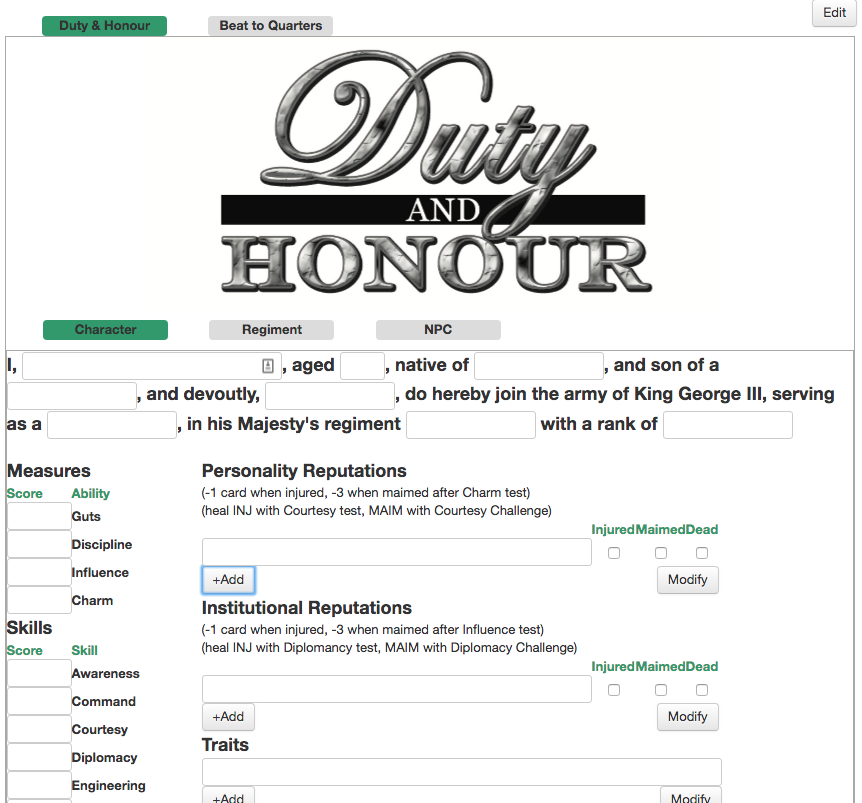 Edit
Duty & Honour Beat to Quarters
Duty
AND
HONOUR
Character Regiment NPC
I, , aged , native of , and son of a
, and devoutly, , do hereby join the army of King George III, serving
as a , in his Majesty's regiment with a rank of
Measures
Score Ability
Guts
Discipline
Influence
Charm
Skills
Score Skill
Awareness
Command
Courtesy
Diplomacy
Engineering
Personality Reputations
(-1 card when injured, -3 when maimed after Charm test)
(heal INJ with Courtesy test, MAIM with Courtesy Challenge)
Injured Maimed Dead
+Add Modify
Institutional Reputations
(-1 card when injured, -3 when maimed after Influence test)
(heal INJ with Diplomancy test, MAIM with Diplomacy Challenge)
Injured Maimed Dead
+Add Modify
Traits
+Add Modify